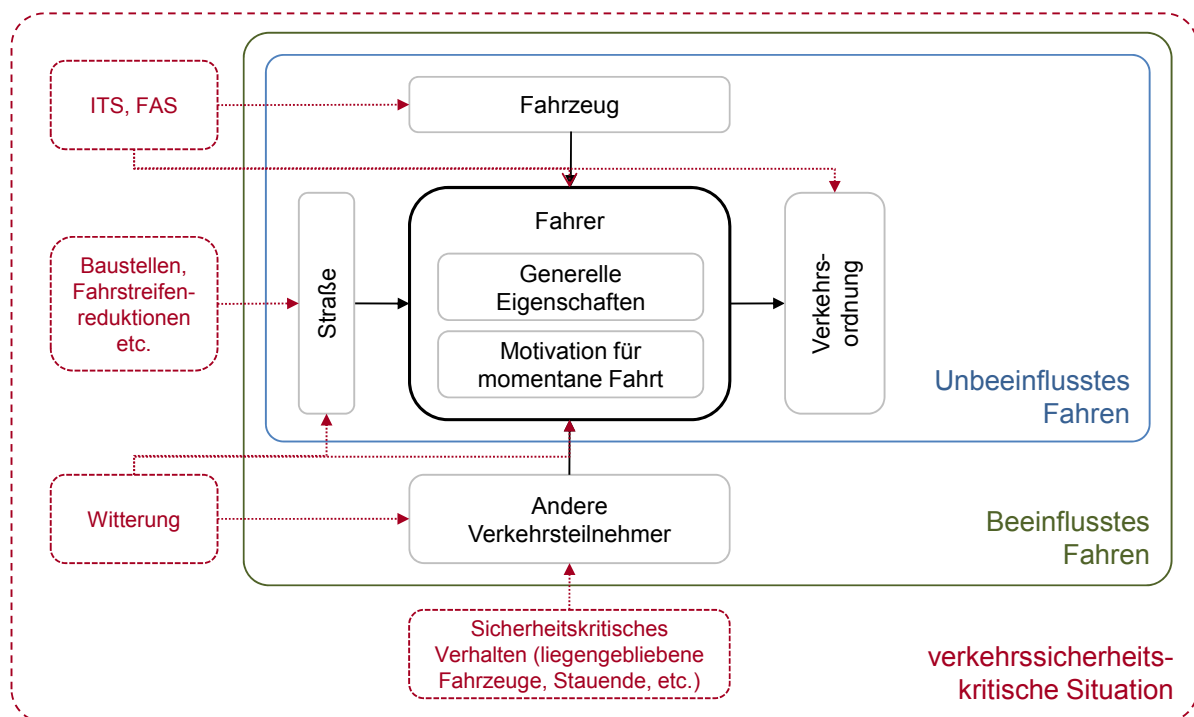 ITS, FAS
Fahrzeug
Fahrer
Generelle
Eigenschaften
Motivation für
momentane Fahrt
Straße
Verkehrs-
ordnung
Baustellen,
Fahrstreifen-
reduktionen
etc.
Unbeeinflusstes
Fahren
Witterung
Andere
Verkehrsteilnehmer
Beeinflusstes
Fahren
Sicherheitskritisches
Verhalten (liegengebliebene
Fahrzeuge, Stauende, etc.)
verkehrssicherheits-
kritische Situation